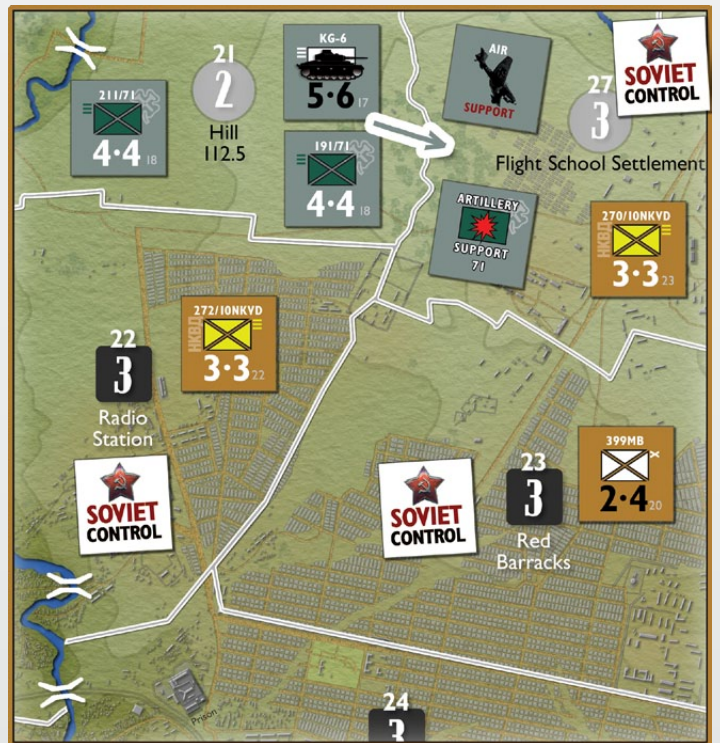 211/71
4·4 18
21
2
Hill
112.5
KG-6
5·6 17
191/71
4·4 18
AIR
SUPPORT
SOVIET
CONTROL
27
3
Flight School Settlement
ARTILLERY
SUPPORT
71
270/10NKVD
НКВД
3·3 23
272/10NKVD
НКВД
3·3 22
22
3
Radio
Station
SOVIET
CONTROL
SOVIET
CONTROL
23
3
Red
Barracks
399MB
2·4 20
Prison
24
3